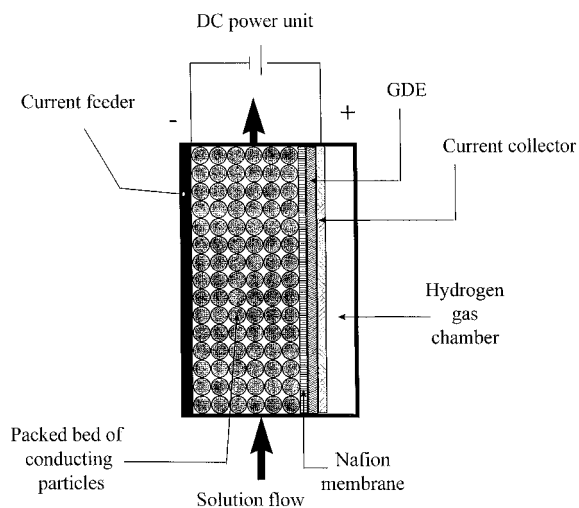 DC power unit
Current feeder
-
+
GDE
Current collector
Hydrogen
gas
chamber
Packed bed of
conducting
particles
Nafion
membrane
Solution flow